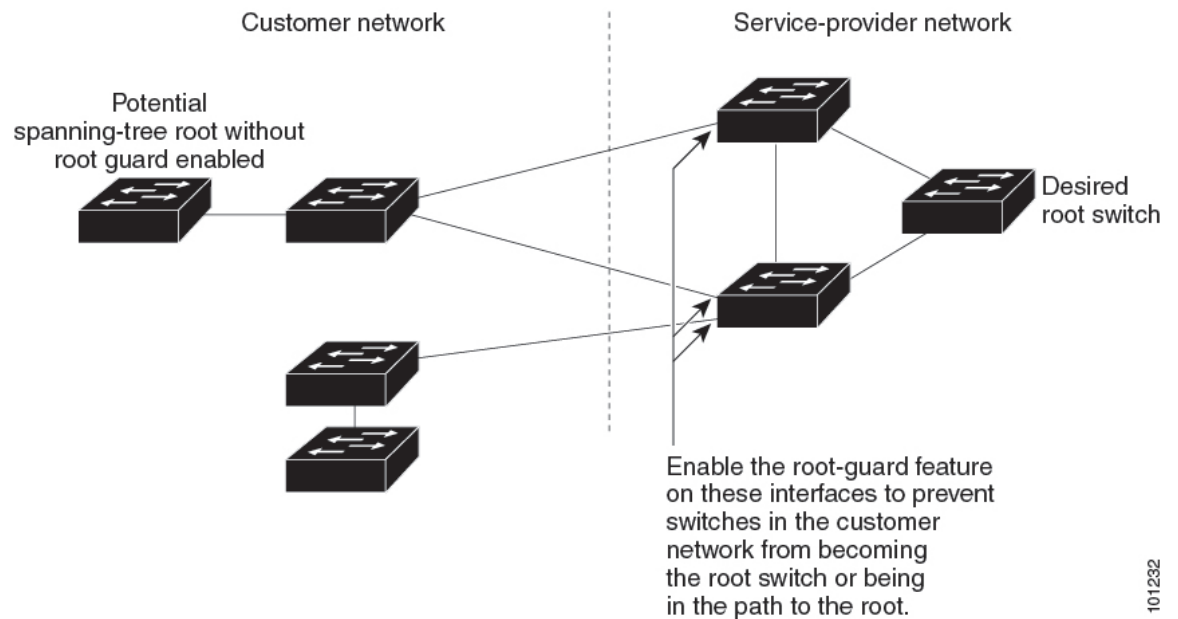 Customer network
Service-provider network
Potential
spanning-tree root without
root guard enabled
Desired
root switch
Enable the root-guard feature
on these interfaces to prevent
switches in the customer
network from becoming
the root switch or being
in the path to the root.
101232